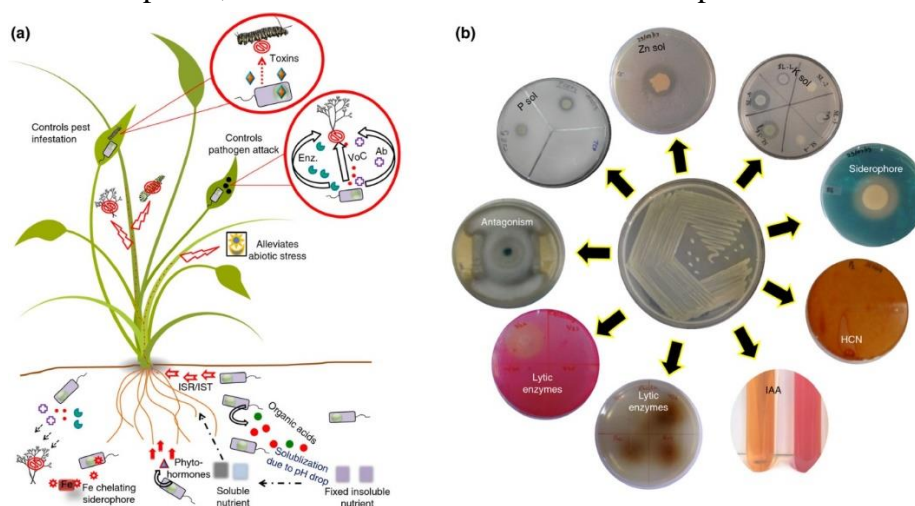 (a)
Toxins
Controls pest
infestation
Controls
pathogen attack
Enz.
VoC
Ab
Alleviates
abiotic stress
ISR/IST
Organic acids
Solublization
due to pH drop
Phyto-
hormones
Fe
Fe chelating
siderophore
Soluble
nutrient
Fixed insoluble
nutrient
(b)
Zn sol
P sol
K sol
Siderophore
Antagonism
HCN
Lytic
enzymes
Lytic
enzymes
IAA